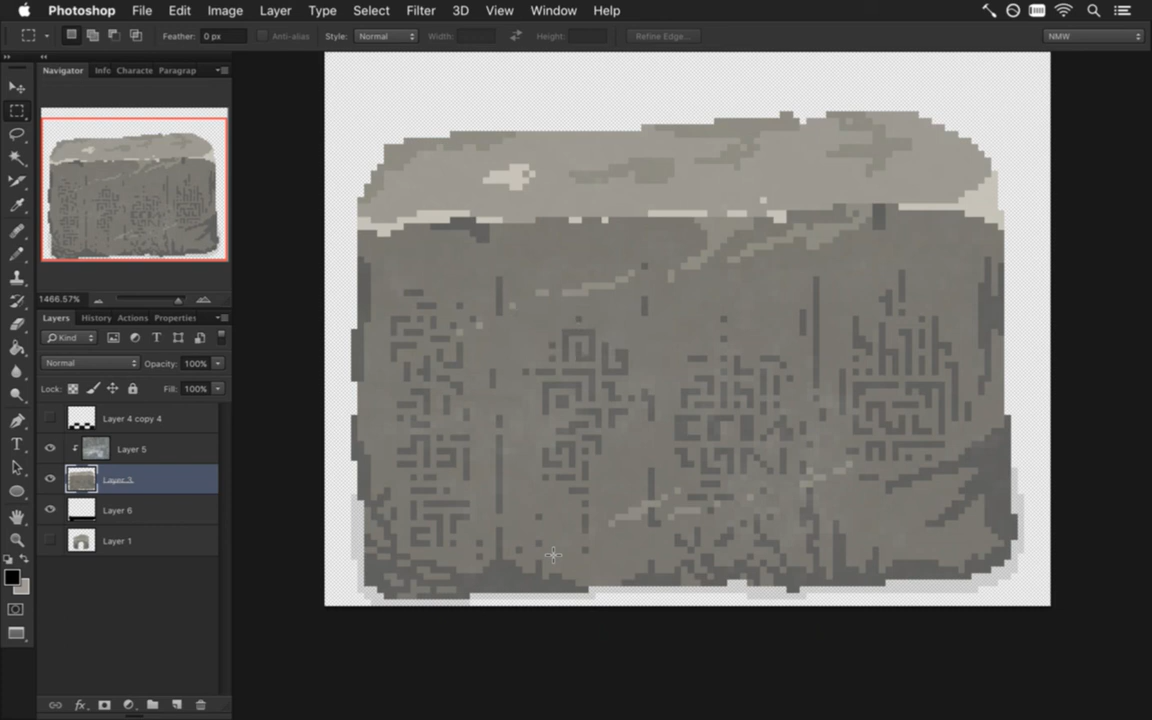 Photoshop File Edit Image Layer Type Select Filter 3D View Window Help
Feather: 0 px Anti-alias Style: Normal Width: Height: Refine Edge... NMW
Navigator Info Characte Paragrap
1466.57%
Layers History Actions Properties
Kind
Normal Opacity: 100%
Lock: Fill: 100%
Layer 4 copy 4
Layer 5
Layer 3
Layer 6
Layer 1